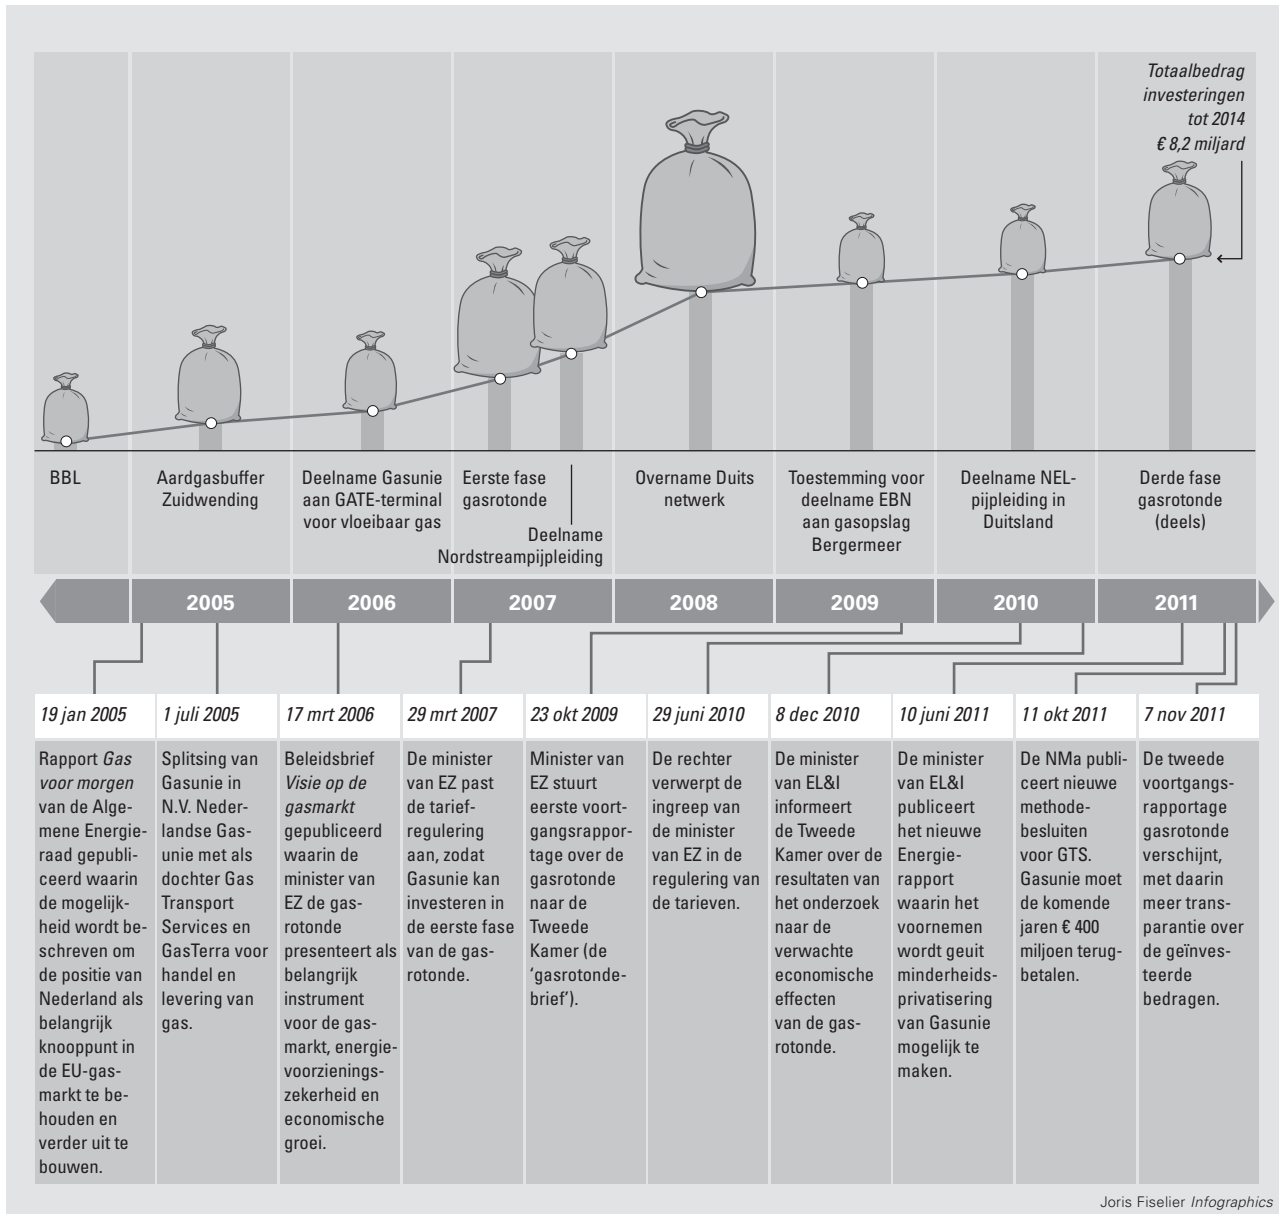 Totaalbedrag
investeringen
tot 2014
€ 8,2 miljard
BBL
Aardgasbuffer
Zuidwending
Deelname Gasunie
aan GATE-terminal
voor vloeibaar gas
Eerste fase
gasrotonde
Deelname
Nordstreampijpleiding
Overname Duits
netwerk
Toestemming voor
deelname EBN
aan gasopslag
Bergermeer
Deelname NEL-
pijpleiding in
Duitsland
Derde fase
gasrotonde
(deels)
2005
2006
2007
2008
2009
2010
2011
19 jan 2005
Rapport Gas
voor morgen
van de Alge-
mene Energie-
raad gepubli-
ceerd waarin
de mogelijk-
heid wordt be-
schreven om
de positie van
Nederland als
belangrijk
knooppunt in
de EU-gas-
markt te be-
houden en
verder uit te
bouwen.
1 juli 2005
Splitsing van
Gasunie in
N.V. Neder-
landse Gas-
unie met als
dochter Gas
Transport
Services en
GasTerra voor
handel en
levering van
gas.
17 mrt 2006
Beleidsbrief
Visie op de
gasmarkt
gepubliceerd
waarin de
minister van
EZ de gas-
rotonde
presenteert als
belangrijk
instrument
voor de gas-
markt, energie-
voorzienings-
zekerheid en
economische
groei.
29 mrt 2007
De minister
van EZ past
de tarief-
regulering
aan, zodat
Gasunie kan
investeren in
de eerste fase
van de gas-
rotonde.
23 okt 2009
Minister van
EZ stuurt
eerste voort-
gangsrappor-
tage over de
gasrotonde
naar de
Tweede
Kamer (de
‘gasrotonde-
brief’).
29 juni 2010
De rechter
verwerpt de
ingreep van
de minister
van EZ in de
regulering van
de tarieven.
8 dec 2010
De minister
van EL&I
informeert
de Tweede
Kamer over de
resultaten van
het onderzoek
naar de
verwachte
economische
effecten
van de gas-
rotonde.
10 juni 2011
De minister
van EL&I
publiceert
het nieuwe
Energie-
rapport
waarin het
voornemen
wordt geuit
minderheids-
privatisering
van Gasunie
mogelijk te
maken.
11 okt 2011
De NMa publi-
ceert nieuwe
methode-
besluiten
voor GTS.
Gasunie moet
de komende
jaren € 400
miljoen terug-
betalen.
7 nov 2011
De tweede
voortgangs-
rapportage
gasrotonde
verschijnt,
met daarin
meer trans-
parantie over
de geïnves-
teerde
bedragen.
Joris Fiselier Infographics